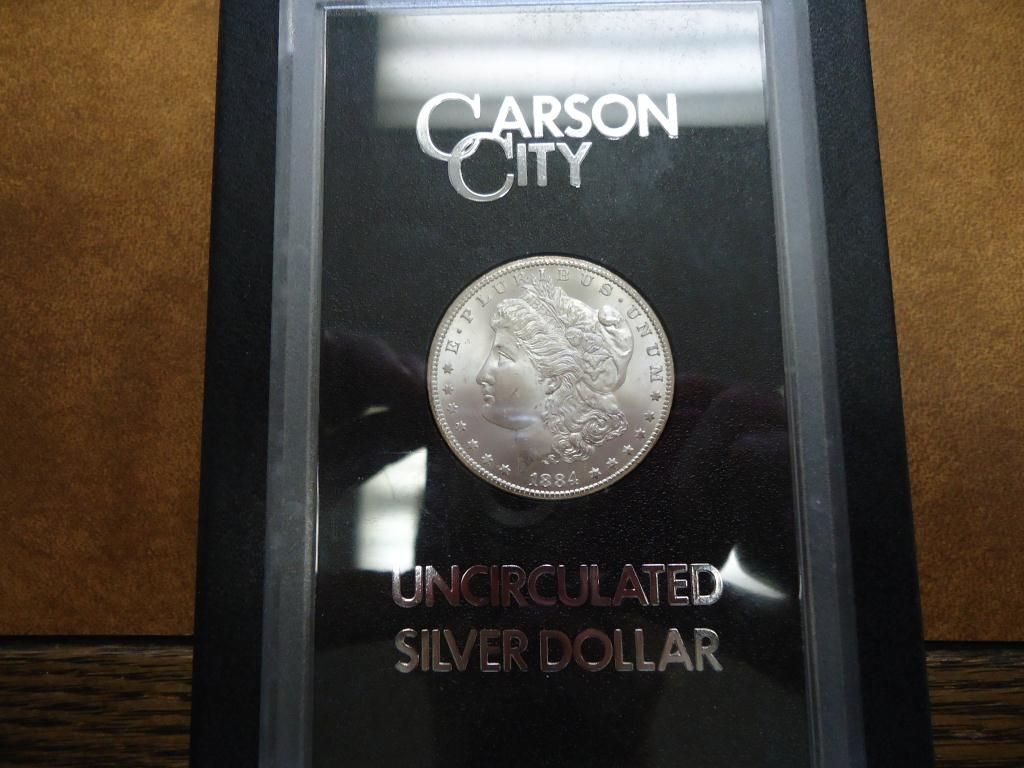 CARSON
CITY
E · PLURIBUS · UNUM
1884
UNCIRCULATED
SILVER DOLLAR